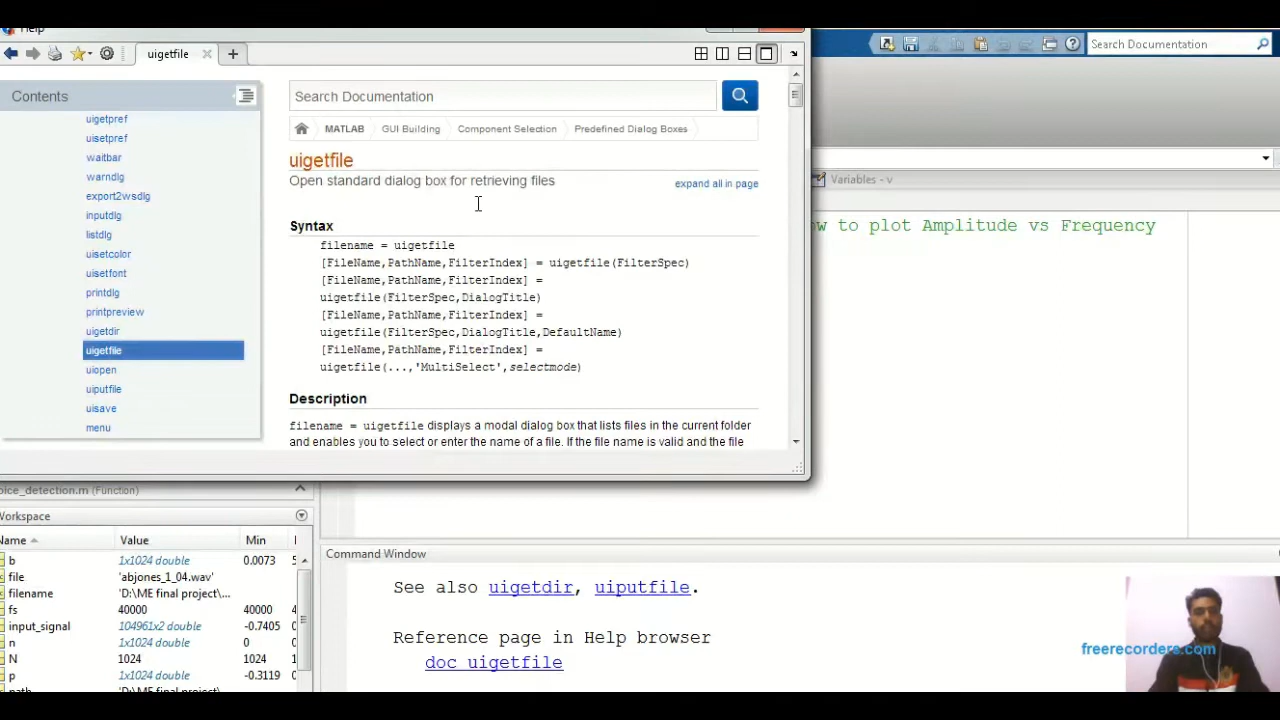 Help
uigetfile
Search Documentation
Contents
Search Documentation
uigetpref
uisetpref
waitbar
warndlg
export2wsdlg
inputdlg
listdlg
uisetcolor
uisetfont
printdlg
printpreview
uigetdir
uigetfile
uiopen
uiputfile
uisave
menu
MATLAB
GUI Building
Component Selection
Predefined Dialog Boxes
uigetfile
Open standard dialog box for retrieving files
expand all in page
Syntax
filename = uigetfile
[FileName,PathName,FilterIndex] = uigetfile(FilterSpec)
[FileName,PathName,FilterIndex] =
uigetfile(FilterSpec,DialogTitle)
[FileName,PathName,FilterIndex] =
uigetfile(FilterSpec,DialogTitle,DefaultName)
[FileName,PathName,FilterIndex] =
uigetfile(...,'MultiSelect',selectmode)
Description
filename = uigetfile displays a modal dialog box that lists files in the current folder
and enables you to select or enter the name of a file. If the file name is valid and the file
Variables - v
ow to plot Amplitude vs Frequency
oice_detection.m (Function)
Workspace
Name Value Min
b 1x1024 double 0.0073
file 'abjones_1_04.wav'
filename 'D:\ME final project\...
fs 40000 40000
input_signal 104961x2 double -0.7405
n 1x1024 double 0
N 1024 1024
p 1x1024 double -0.3119
path 'D:\ME final project\...
Command Window
See also uigetdir, uiputfile.
Reference page in Help browser
doc uigetfile
freerecorders.com